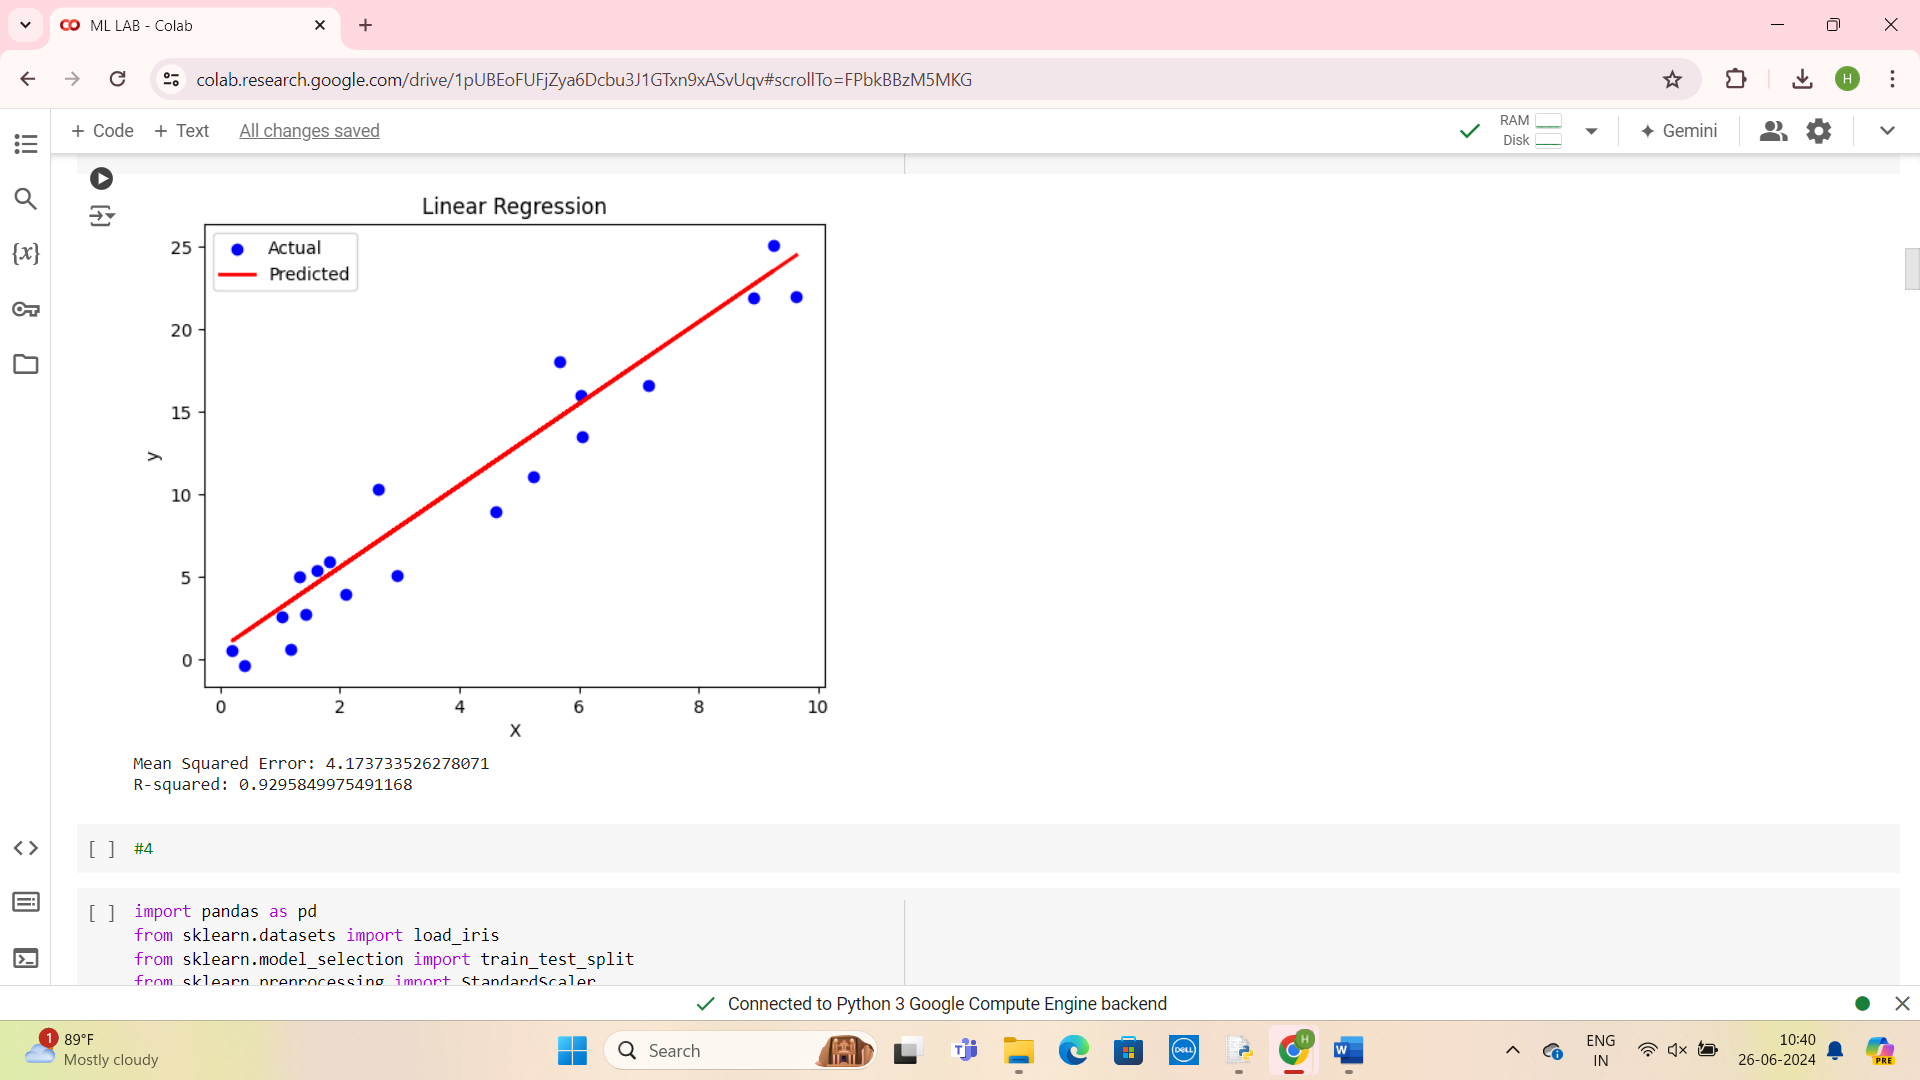 ML LAB - Colab
colab.research.google.com/drive/1pUBEoFUFjZya6Dcbu3J1GTxn9xASvUqv#scrollTo=FPbkBBzM5MKG
H
+ Code + Text All changes saved
RAM
Disk
Gemini
{x}
Linear Regression
Actual
Predicted
25
20
15
10
5
0
y
0 2 4 6 8 10
X
Mean Squared Error: 4.173733526278071
R-squared: 0.9295849975491168
[ ] #4
[ ] import pandas as pd
from sklearn.datasets import load_iris
from sklearn.model_selection import train_test_split
from sklearn.preprocessing import StandardScaler
Connected to Python 3 Google Compute Engine backend
1
89°F
Mostly cloudy
Search
DELL
H
W
ENG
IN
10:40
26-06-2024
PRE